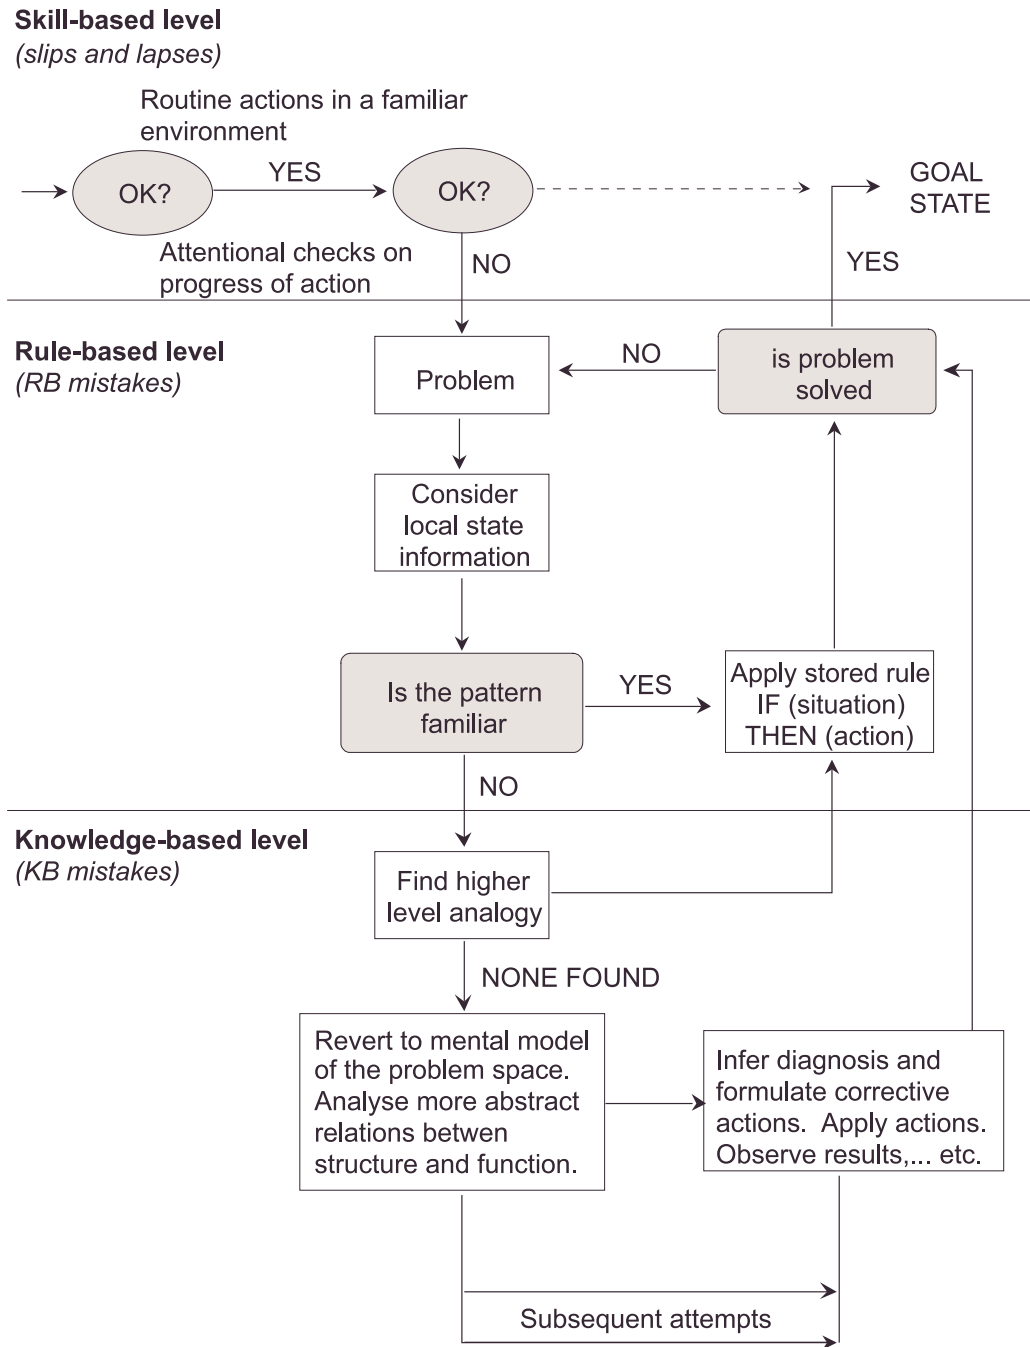 Skill-based level
(slips and lapses)
Routine actions in a familiar
environment
OK?
YES
OK?
GOAL
STATE
Attentional checks on
progress of action
NO
YES
Rule-based level
(RB mistakes)
Problem
NO
is problem
solved
Consider
local state
information
Is the pattern
familiar
YES
Apply stored rule
IF (situation)
THEN (action)
NO
Knowledge-based level
(KB mistakes)
Find higher
level analogy
NONE FOUND
Revert to mental model
of the problem space.
Analyse more abstract
relations betwen
structure and function.
Infer diagnosis and
formulate corrective
actions.  Apply actions.
Observe results,... etc.
Subsequent attempts